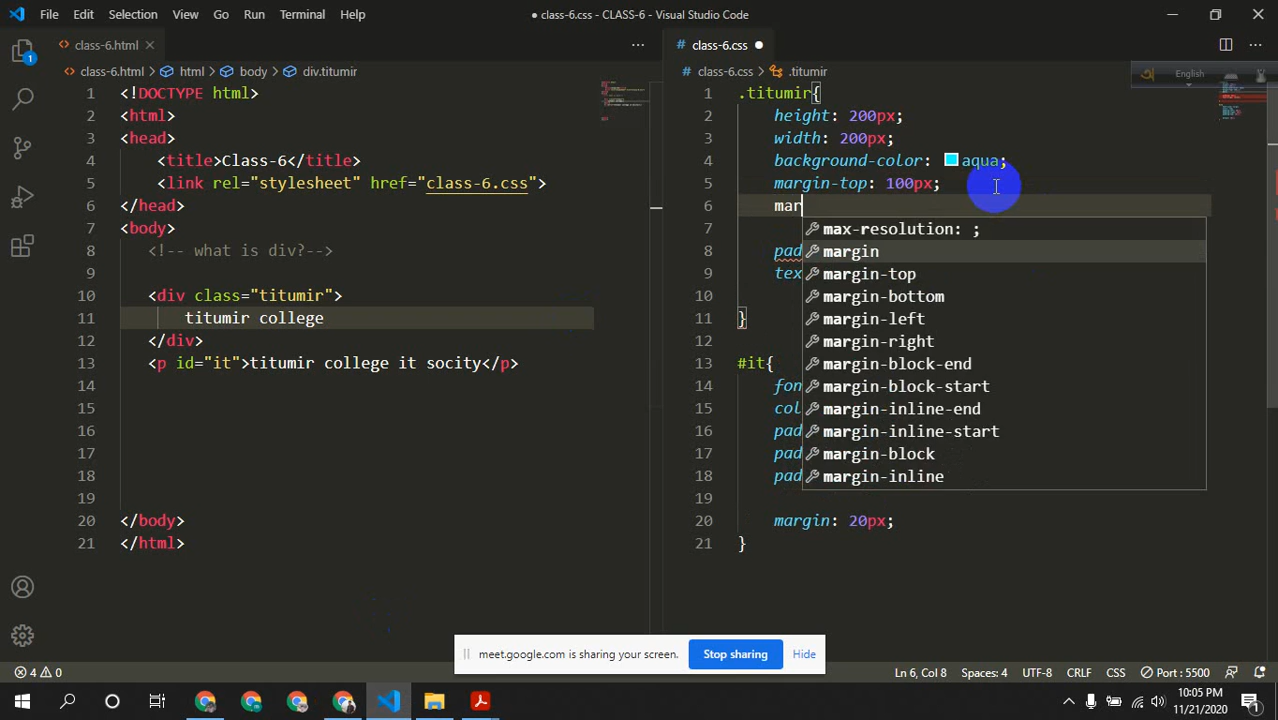 File Edit Selection View Go Run Terminal Help
● class-6.css - CLASS-6 - Visual Studio Code
class-6.html
class-6.html > html > body > div.titumir
1 <!DOCTYPE html>
2 <html>
3 <head>
4 <title>Class-6</title>
5 <link rel="stylesheet" href="class-6.css">
6 </head>
7 <body>
8 <!-- what is div?-->
9
10 <div class="titumir">
11 titumir college
12 </div>
13 <p id="it">titumir college it socity</p>
14
15
16
17
18
19
20 </body>
21 </html>
# class-6.css ●
# class-6.css > .titumir
English
1 .titumir{
2 height: 200px;
3 width: 200px;
4 background-color: aqua;
5 margin-top: 100px;
6 mar
max-resolution: ;
margin
margin-top
margin-bottom
margin-left
margin-right
margin-block-end
margin-block-start
margin-inline-end
margin-inline-start
margin-block
margin-inline
8 pad
9 tex
10
11 }
12
13 #it{
14 fon
15 col
16 pad
17 pad
18 pad
19
20 margin: 20px;
21 }
1
meet.google.com is sharing your screen. Stop sharing Hide
4 0 Ln 6, Col 8 Spaces: 4 UTF-8 CRLF CSS Port : 5500
10:05 PM
11/21/2020
1